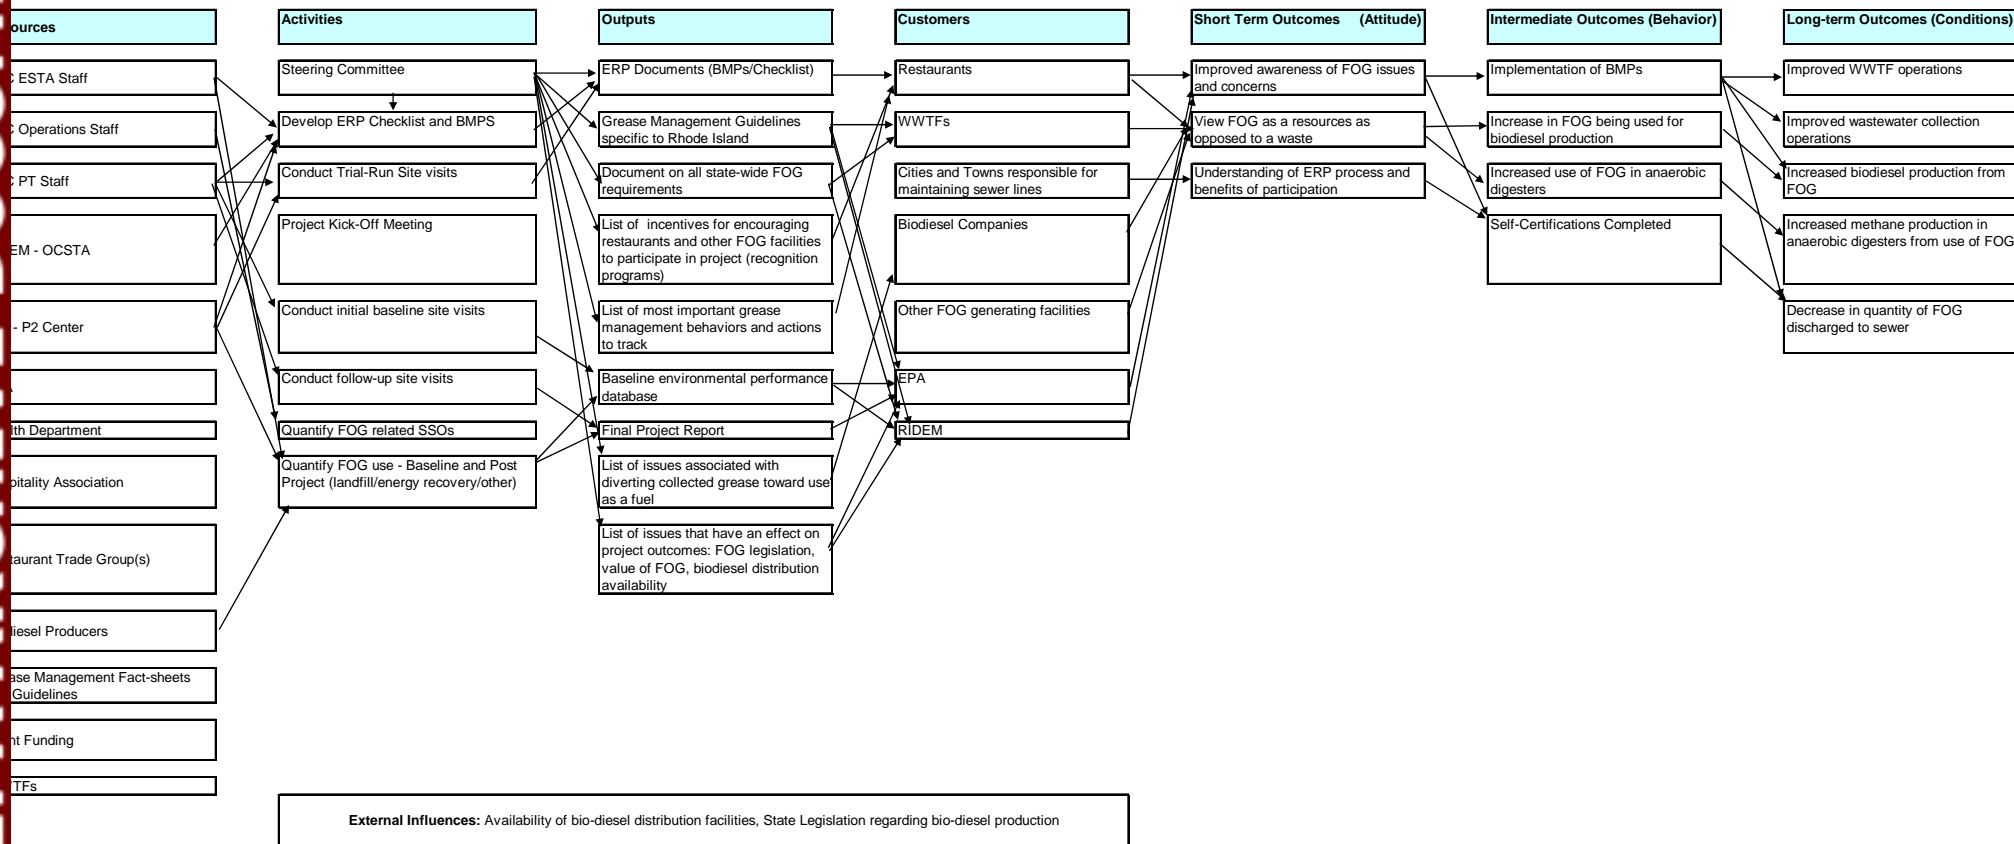 ources
ESTA Staff
Operations Staff
PT Staff
EM - OCSTA
- P2 Center
lth Department
pitality Association
taurant Trade Group(s)
diesel Producers
ase Management Fact-sheets
Guidelines
nt Funding
TFs
Activities
Steering Committee
Develop ERP Checklist and BMPS
Conduct Trial-Run Site visits
Project Kick-Off Meeting
Conduct initial baseline site visits
Conduct follow-up site visits
Quantify FOG related SSOs
Quantify FOG use - Baseline and Post
Project (landfill/energy recovery/other)
Outputs
ERP Documents (BMPs/Checklist)
Grease Management Guidelines
specific to Rhode Island
Document on all state-wide FOG
requirements
List of incentives for encouraging
restaurants and other FOG facilities
to participate in project (recognition
programs)
List of most important grease
management behaviors and actions
to track
Baseline environmental performance
database
Final Project Report
List of issues associated with
diverting collected grease toward use
as a fuel
List of issues that have an effect on
project outcomes: FOG legislation,
value of FOG, biodiesel distribution
availability
Customers
Restaurants
WWTFs
Cities and Towns responsible for
maintaining sewer lines
Biodiesel Companies
Other FOG generating facilities
EPA
RIDEM
Short Term Outcomes (Attitude)
Improved awareness of FOG issues
and concerns
View FOG as a resources as
opposed to a waste
Understanding of ERP process and
benefits of participation
Intermediate Outcomes (Behavior)
Implementation of BMPs
Increase in FOG being used for
biodiesel production
Increased use of FOG in anaerobic
digesters
Self-Certifications Completed
Long-term Outcomes (Conditions)
Improved WWTF operations
Improved wastewater collection
operations
Increased biodiesel production from
FOG
Increased methane production in
anaerobic digesters from use of FOG
Decrease in quantity of FOG
discharged to sewer
External Influences: Availability of bio-diesel distribution facilities, State Legislation regarding bio-diesel production